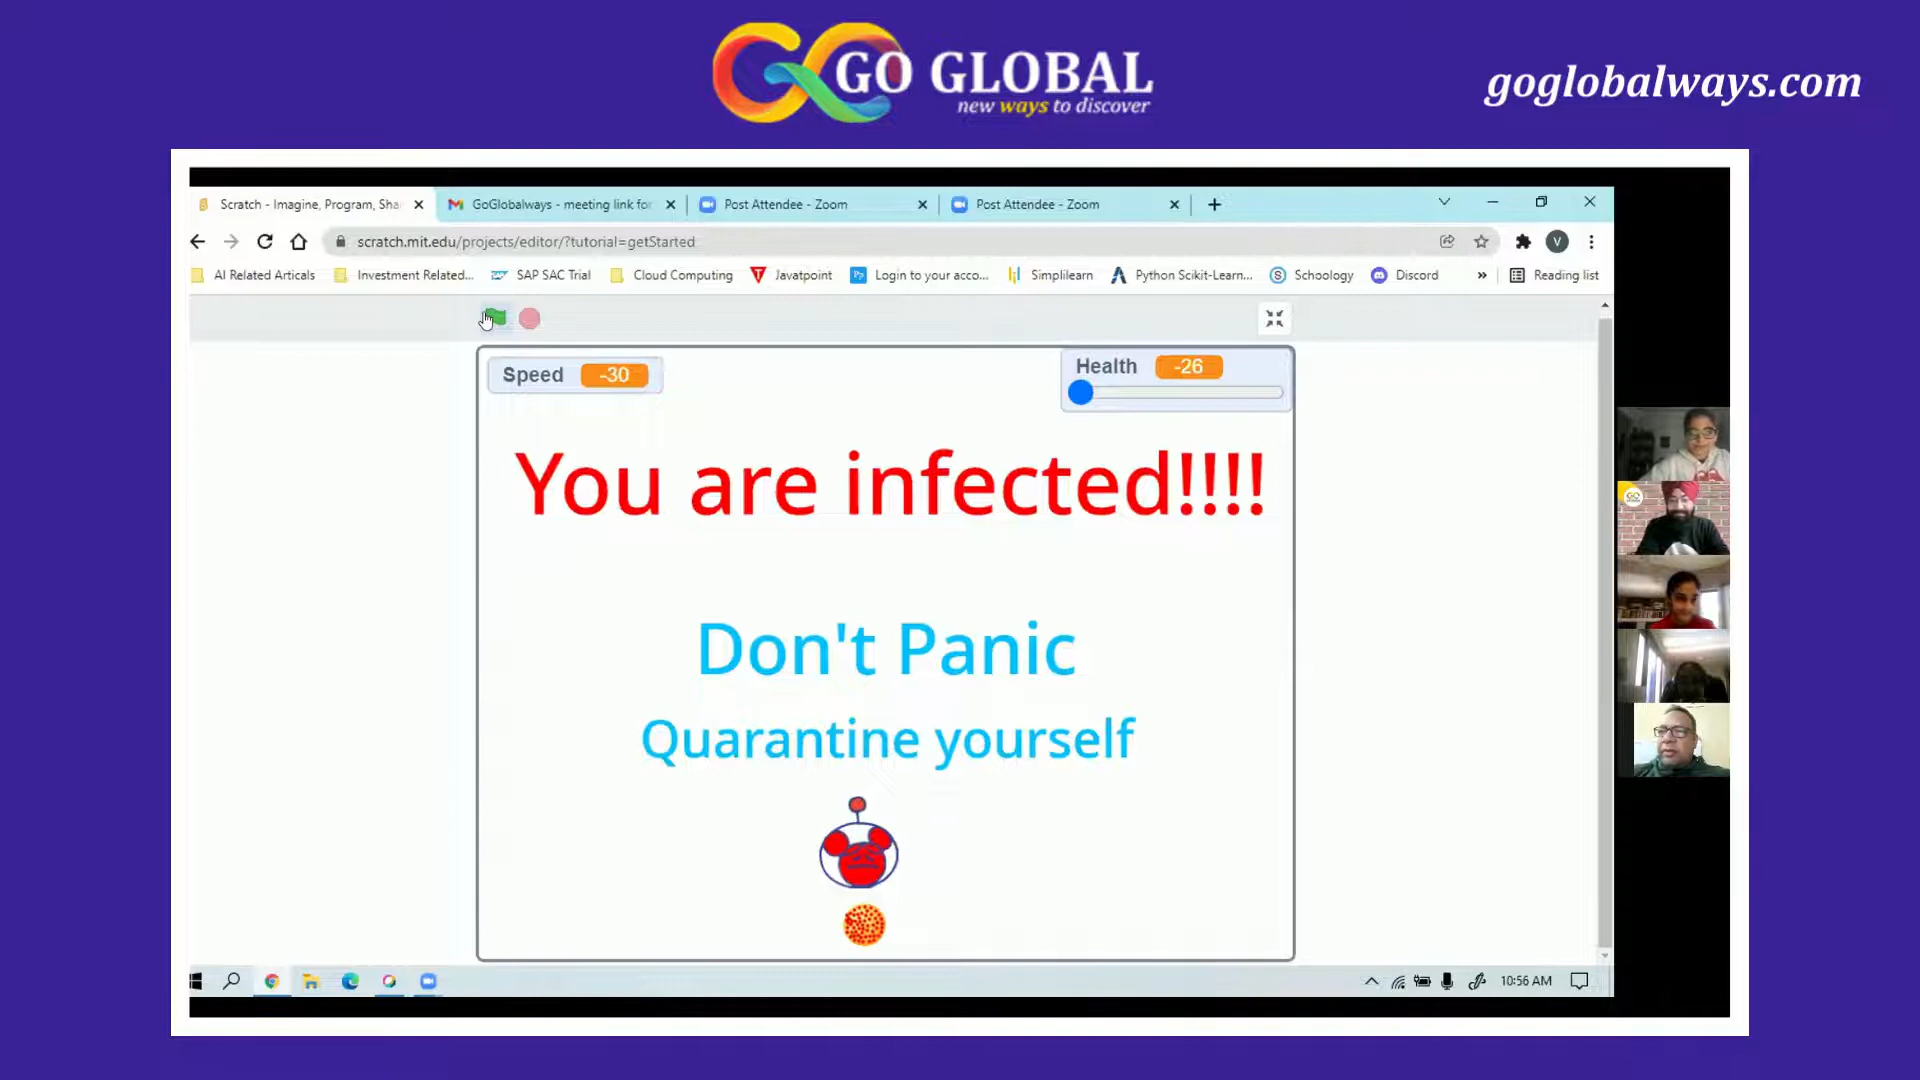 GO GLOBAL
new ways to discover
goglobalways.com
Scratch - Imagine, Program, Sha
GoGlobalways - meeting link for
Post Attendee - Zoom
Post Attendee - Zoom
scratch.mit.edu/projects/editor/?tutorial=getStarted
V
AI Related Articals
Investment Related...
SAP SAC Trial
Cloud Computing
Javatpoint
Login to your acco...
Simplilearn
Python Scikit-Learn...
Schoology
Discord
»
Reading list
Speed -30
Health -26
You are infected!!!!
Don't Panic
Quarantine yourself
10:56 AM